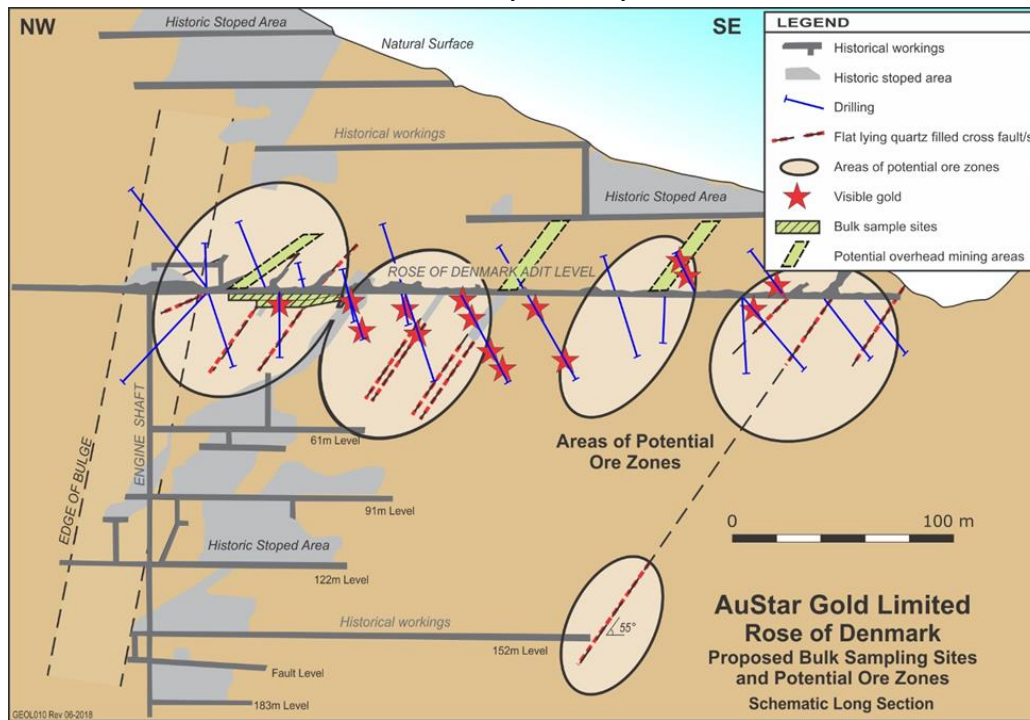 NW
Historic Stoped Area
Natural Surface
SE
LEGEND
Historical workings
Historic stoped area
Drilling
Flat lying quartz filled cross fault/s
Areas of potential ore zones
Visible gold
Bulk sample sites
Potential overhead mining areas
Historical workings
Historic Stoped Area
ROSE OF DENMARK ADIT LEVEL
EDGE OF BULGE
ENGINE SHAFT
61m Level
91m Level
Historic Stoped Area
122m Level
Historical workings
152m Level
Fault Level
183m Level
Areas of Potential
Ore Zones
0
100 m
55°
AuStar Gold Limited
Rose of Denmark
Proposed Bulk Sampling Sites
and Potential Ore Zones
Schematic Long Section
GEOL010 Rev 06-2018